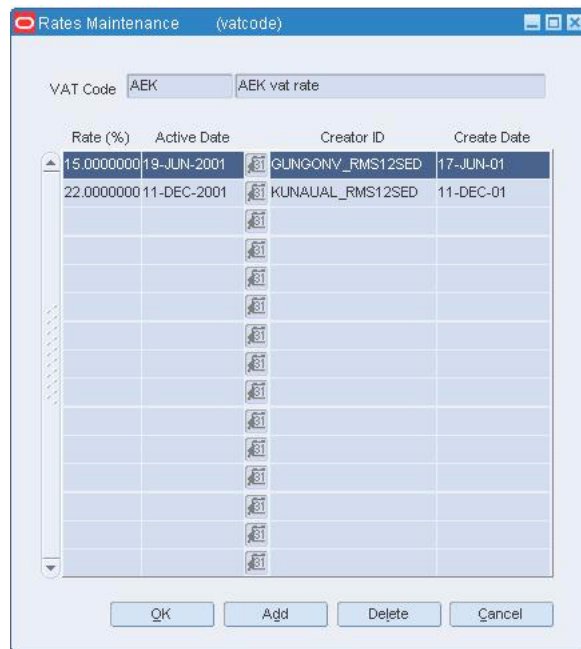 Rates Maintenance (vatcode)
VAT Code AEK AEK vat rate
Rate (%) Active Date Creator ID Create Date
15.0000000 19-JUN-2001 GUNGONV_RMS12SED 17-JUN-01
22.0000000 11-DEC-2001 KUNAUAL_RMS12SED 11-DEC-01
OK Add Delete Cancel